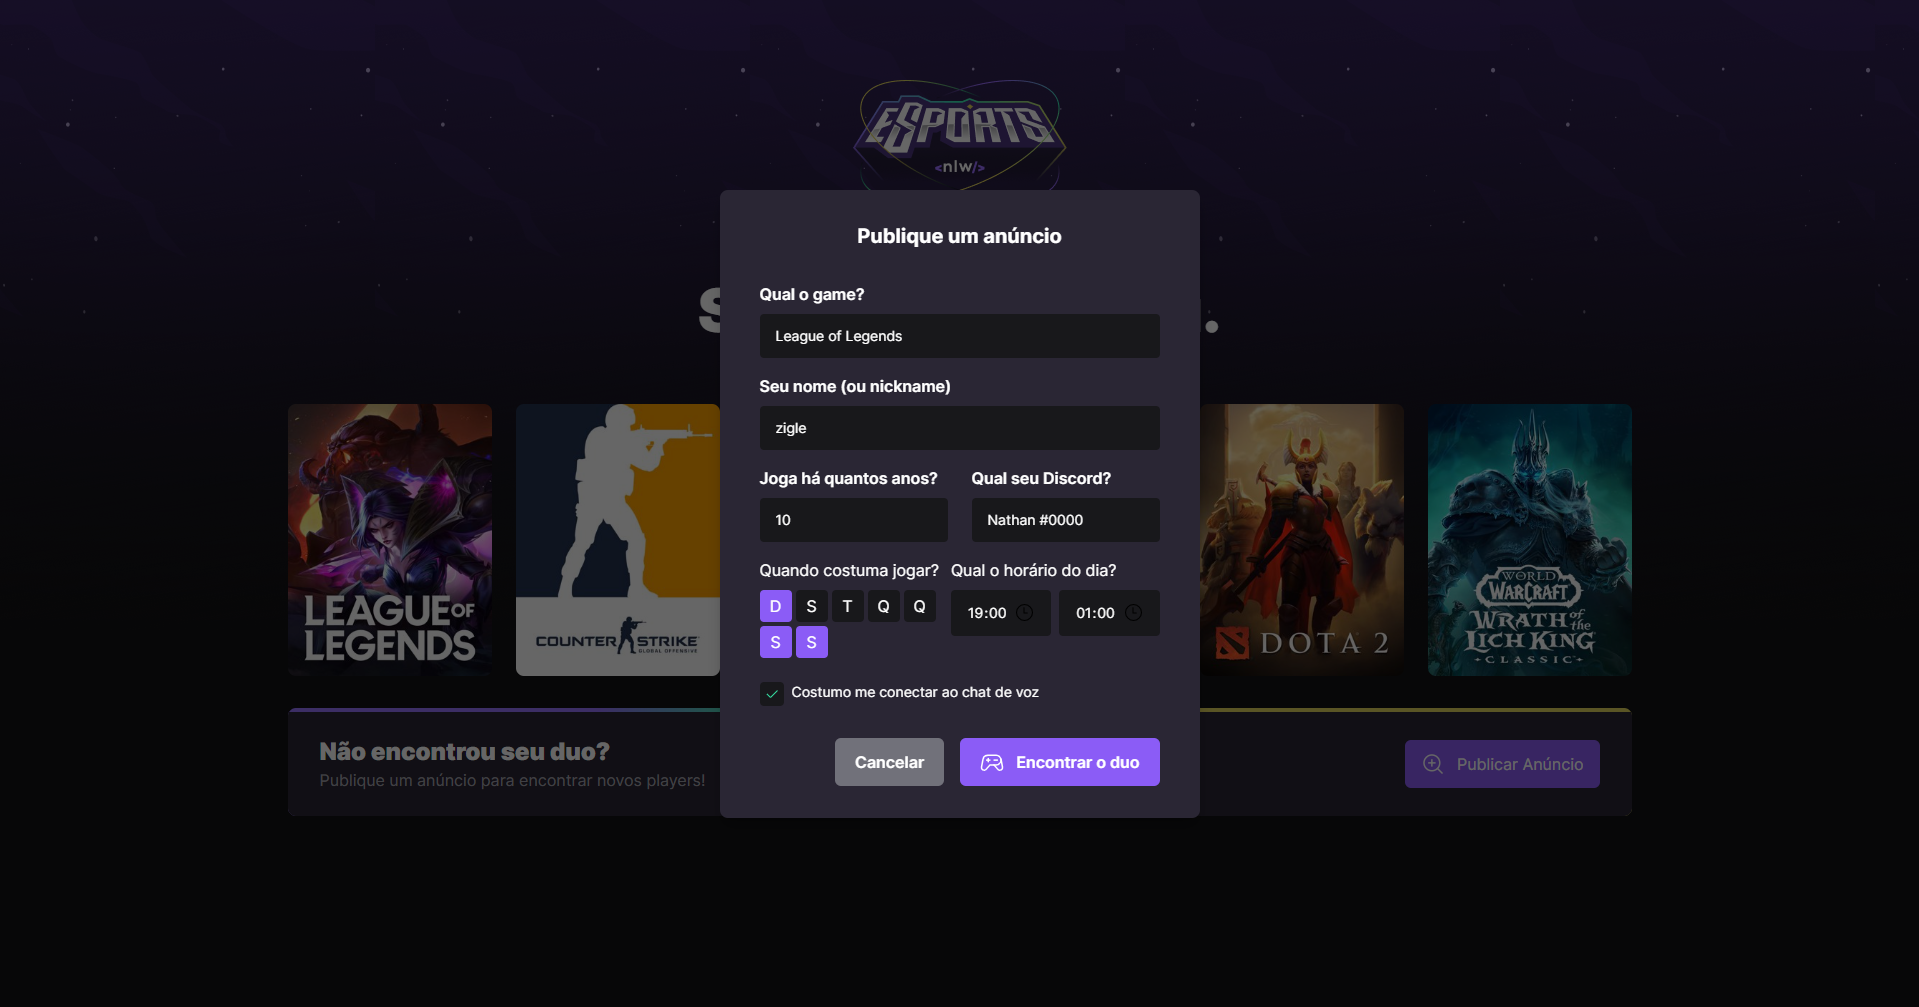 ESPORTS
<nlw/>
Publique um anúncio
S
.
Qual o game?
League of Legends
Seu nome (ou nickname)
zigle
Joga há quantos anos?
Qual seu Discord?
10
Nathan #0000
Quando costuma jogar?
Qual o horário do dia?
D S T Q Q
S S
19:00
01:00
Costumo me conectar ao chat de voz
Cancelar
Encontrar o duo
LEAGUE OF
LEGENDS
COUNTER STRIKE
GLOBAL OFFENSIVE
DOTA 2
WORLD
WARCRAFT
WRATH of the
LICH KING
CLASSIC
Não encontrou seu duo?
Publique um anúncio para encontrar novos players!
Publicar Anúncio